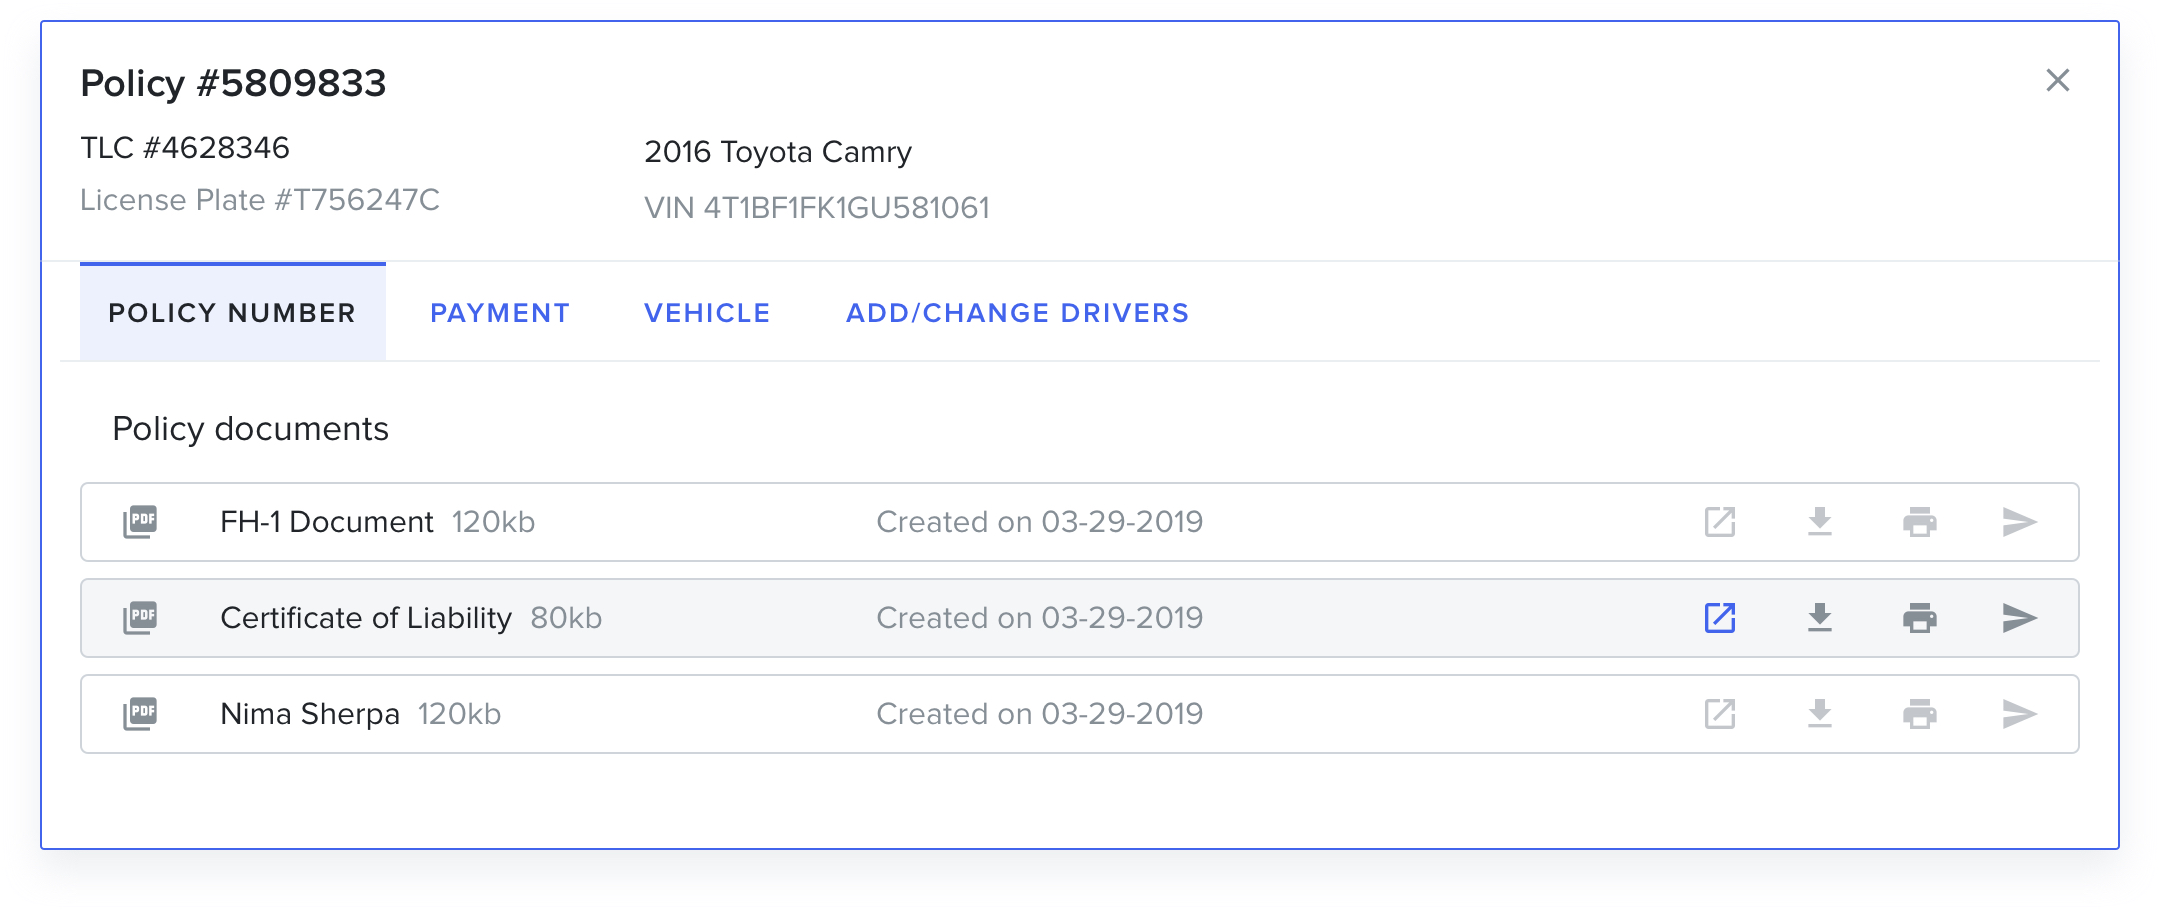 Policy #5809833
TLC #4628346
2016 Toyota Camry
License Plate #T756247C
VIN 4T1BF1FK1GU581061
POLICY NUMBER PAYMENT VEHICLE ADD/CHANGE DRIVERS
Policy documents
PDF FH-1 Document 120kb Created on 03-29-2019
PDF Certificate of Liability 80kb Created on 03-29-2019
PDF Nima Sherpa 120kb Created on 03-29-2019